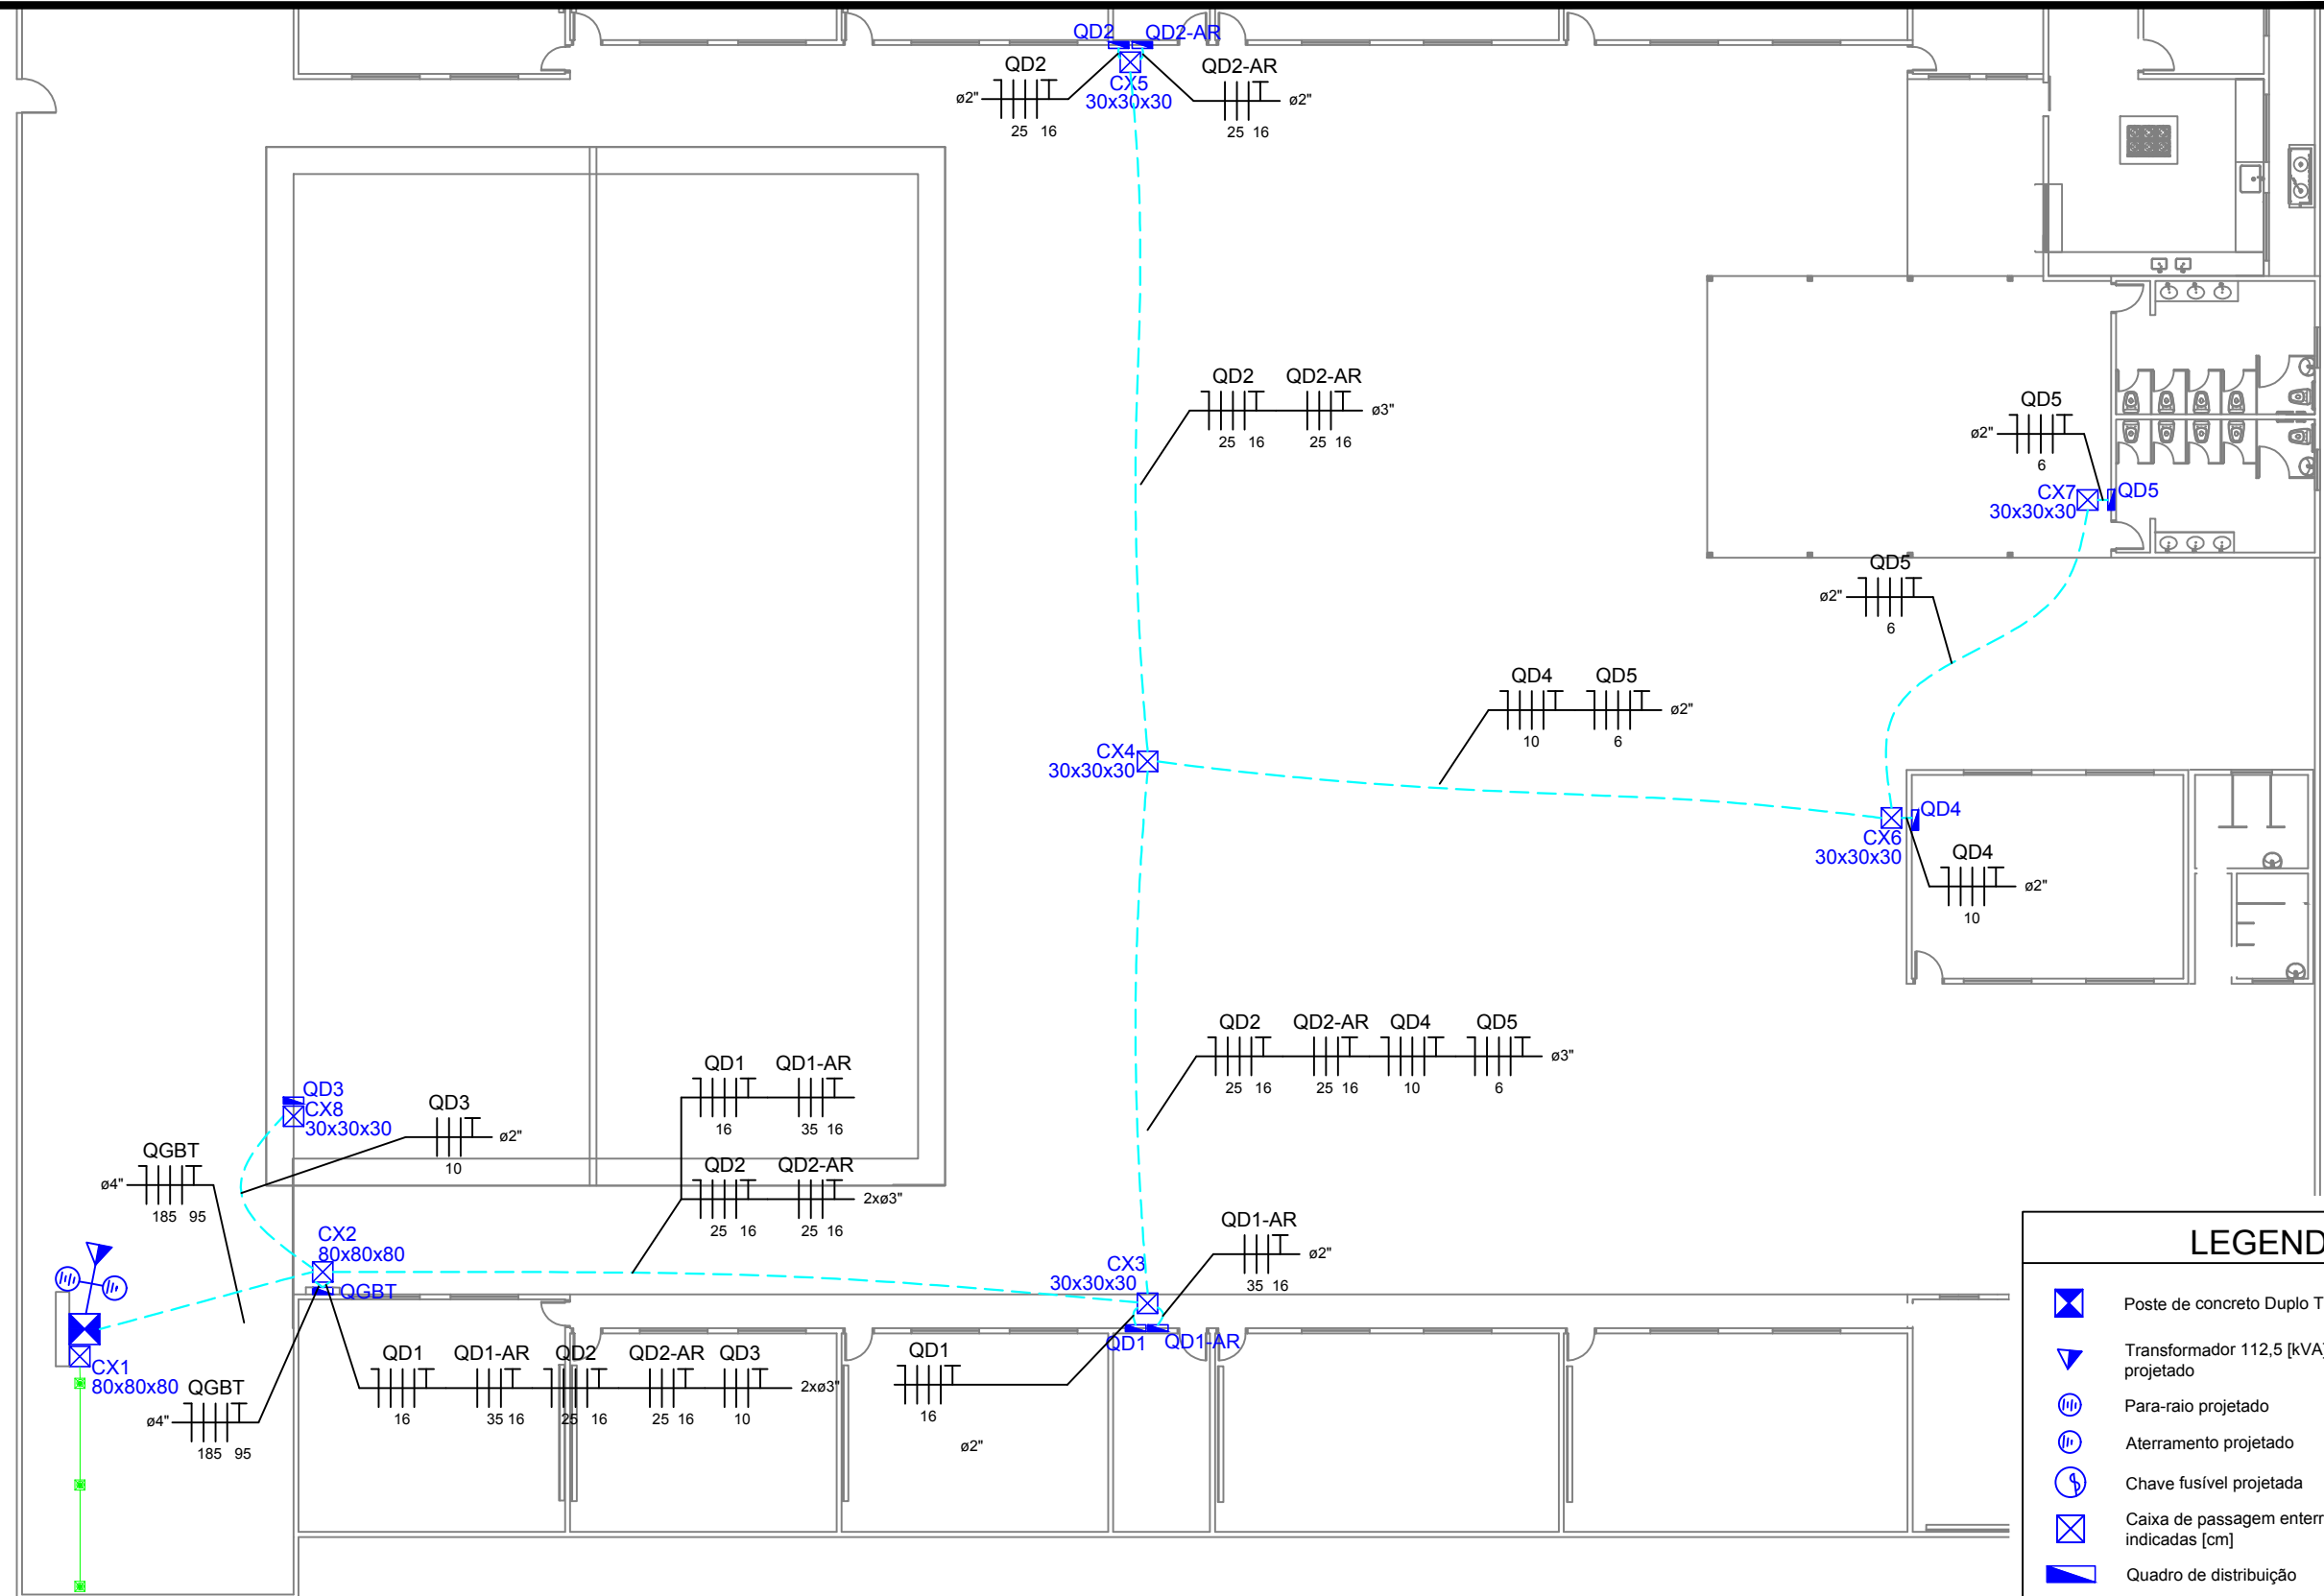 QD2 QD2-AR
QD2
ø2"
25 16
CX5
30x30x30
QD2-AR
ø2"
25 16
QD2 QD2-AR
ø3"
25 16 25 16
QD5
ø2"
6
CX7
30x30x30
QD5
QD5
ø2"
6
QD4 QD5
ø2"
10 6
CX4
30x30x30
QD4
CX6
30x30x30
QD4
ø2"
10
QD2 QD2-AR QD4 QD5
ø3"
25 16 25 16 10 6
QD3
CX8
30x30x30
QD3
ø2"
10
QD1 QD1-AR
16 35 16
QD2 QD2-AR
2xø3"
25 16 25 16
QGBT
ø4"
185 95
CX2
80x80x80
QGBT
CX3
30x30x30
QD1-AR
ø2"
35 16
QD1 QD1-AR
CX1
80x80x80
QGBT
ø4"
185 95
QD1 QD1-AR QD2 QD2-AR QD3
2xø3"
16 35 16 25 16 25 16 10
QD1
16
ø2"
LEGEND
Poste de concreto Duplo T
Transformador 112,5 [kVA]
projetado
Para-raio projetado
Aterramento projetado
Chave fusível projetada
Caixa de passagem enterr
indicadas [cm]
Quadro de distribuição